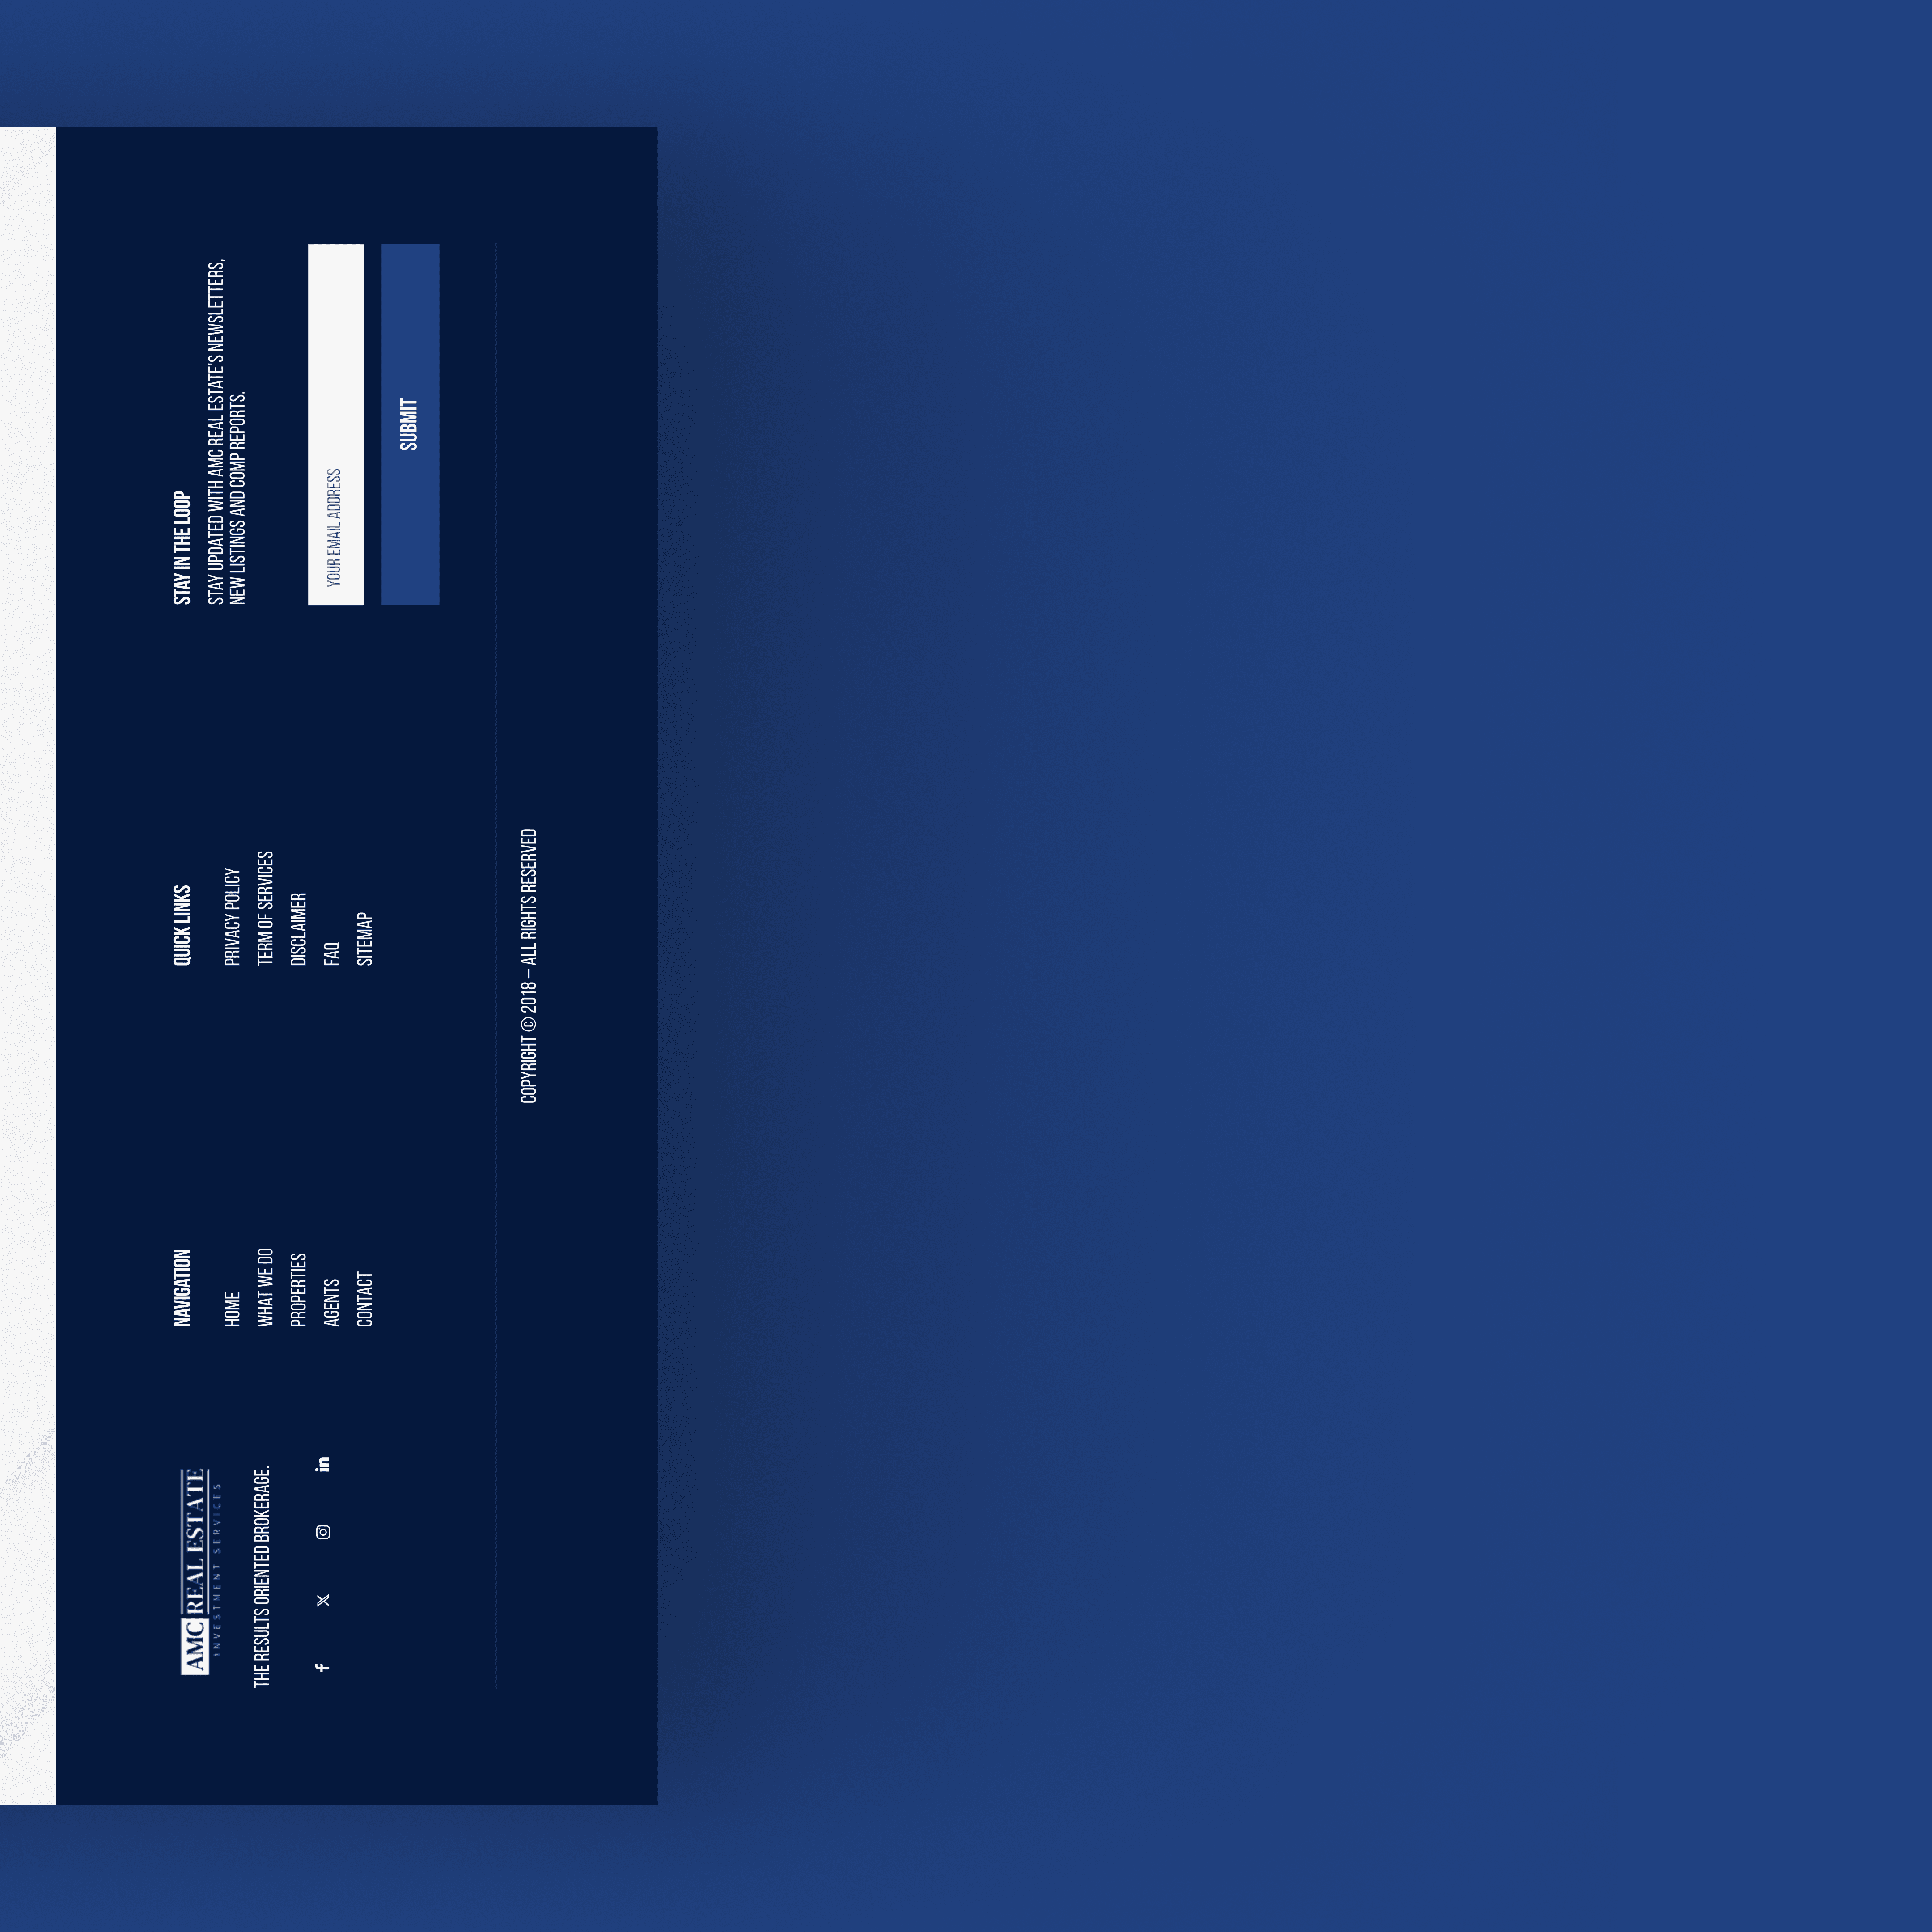 AMC REAL ESTATE
INVESTMENT SERVICES
THE RESULTS ORIENTED BROKERAGE.
NAVIGATION
HOME
WHAT WE DO
PROPERTIES
AGENTS
CONTACT
QUICK LINKS
PRIVACY POLICY
TERM OF SERVICES
DISCLAIMER
FAQ
SITEMAP
STAY IN THE LOOP
STAY UPDATED WITH AMC REAL ESTATE'S NEWSLETTERS,
NEW LISTINGS AND COMP REPORTS.
YOUR EMAIL ADDRESS
SUBMIT
COPYRIGHT © 2018 – ALL RIGHTS RESERVED